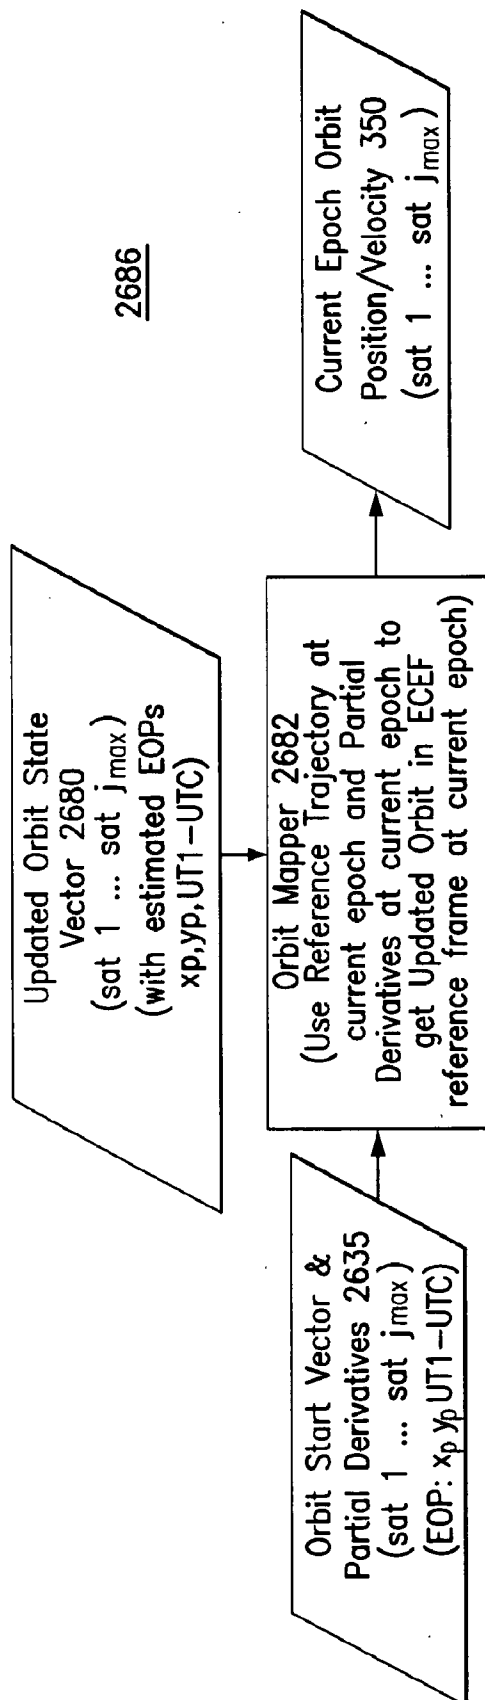 2686
Updated Orbit State
Vector 2680
(sat 1 ... sat jmax)
(with estimated EOPs
xp,yp,UT1-UTC)
Orbit Start Vector &
Partial Derivatives 2635
(sat 1 ... sat jmax)
(EOP: xp yp UT1-UTC)
Orbit Mapper 2682
(Use Reference Trajectory at
current epoch and Partial
Derivatives at current epoch to
get Updated Orbit in ECEF
reference frame at current epoch)
Current Epoch Orbit
Position/Velocity 350
(sat 1 ... sat jmax)